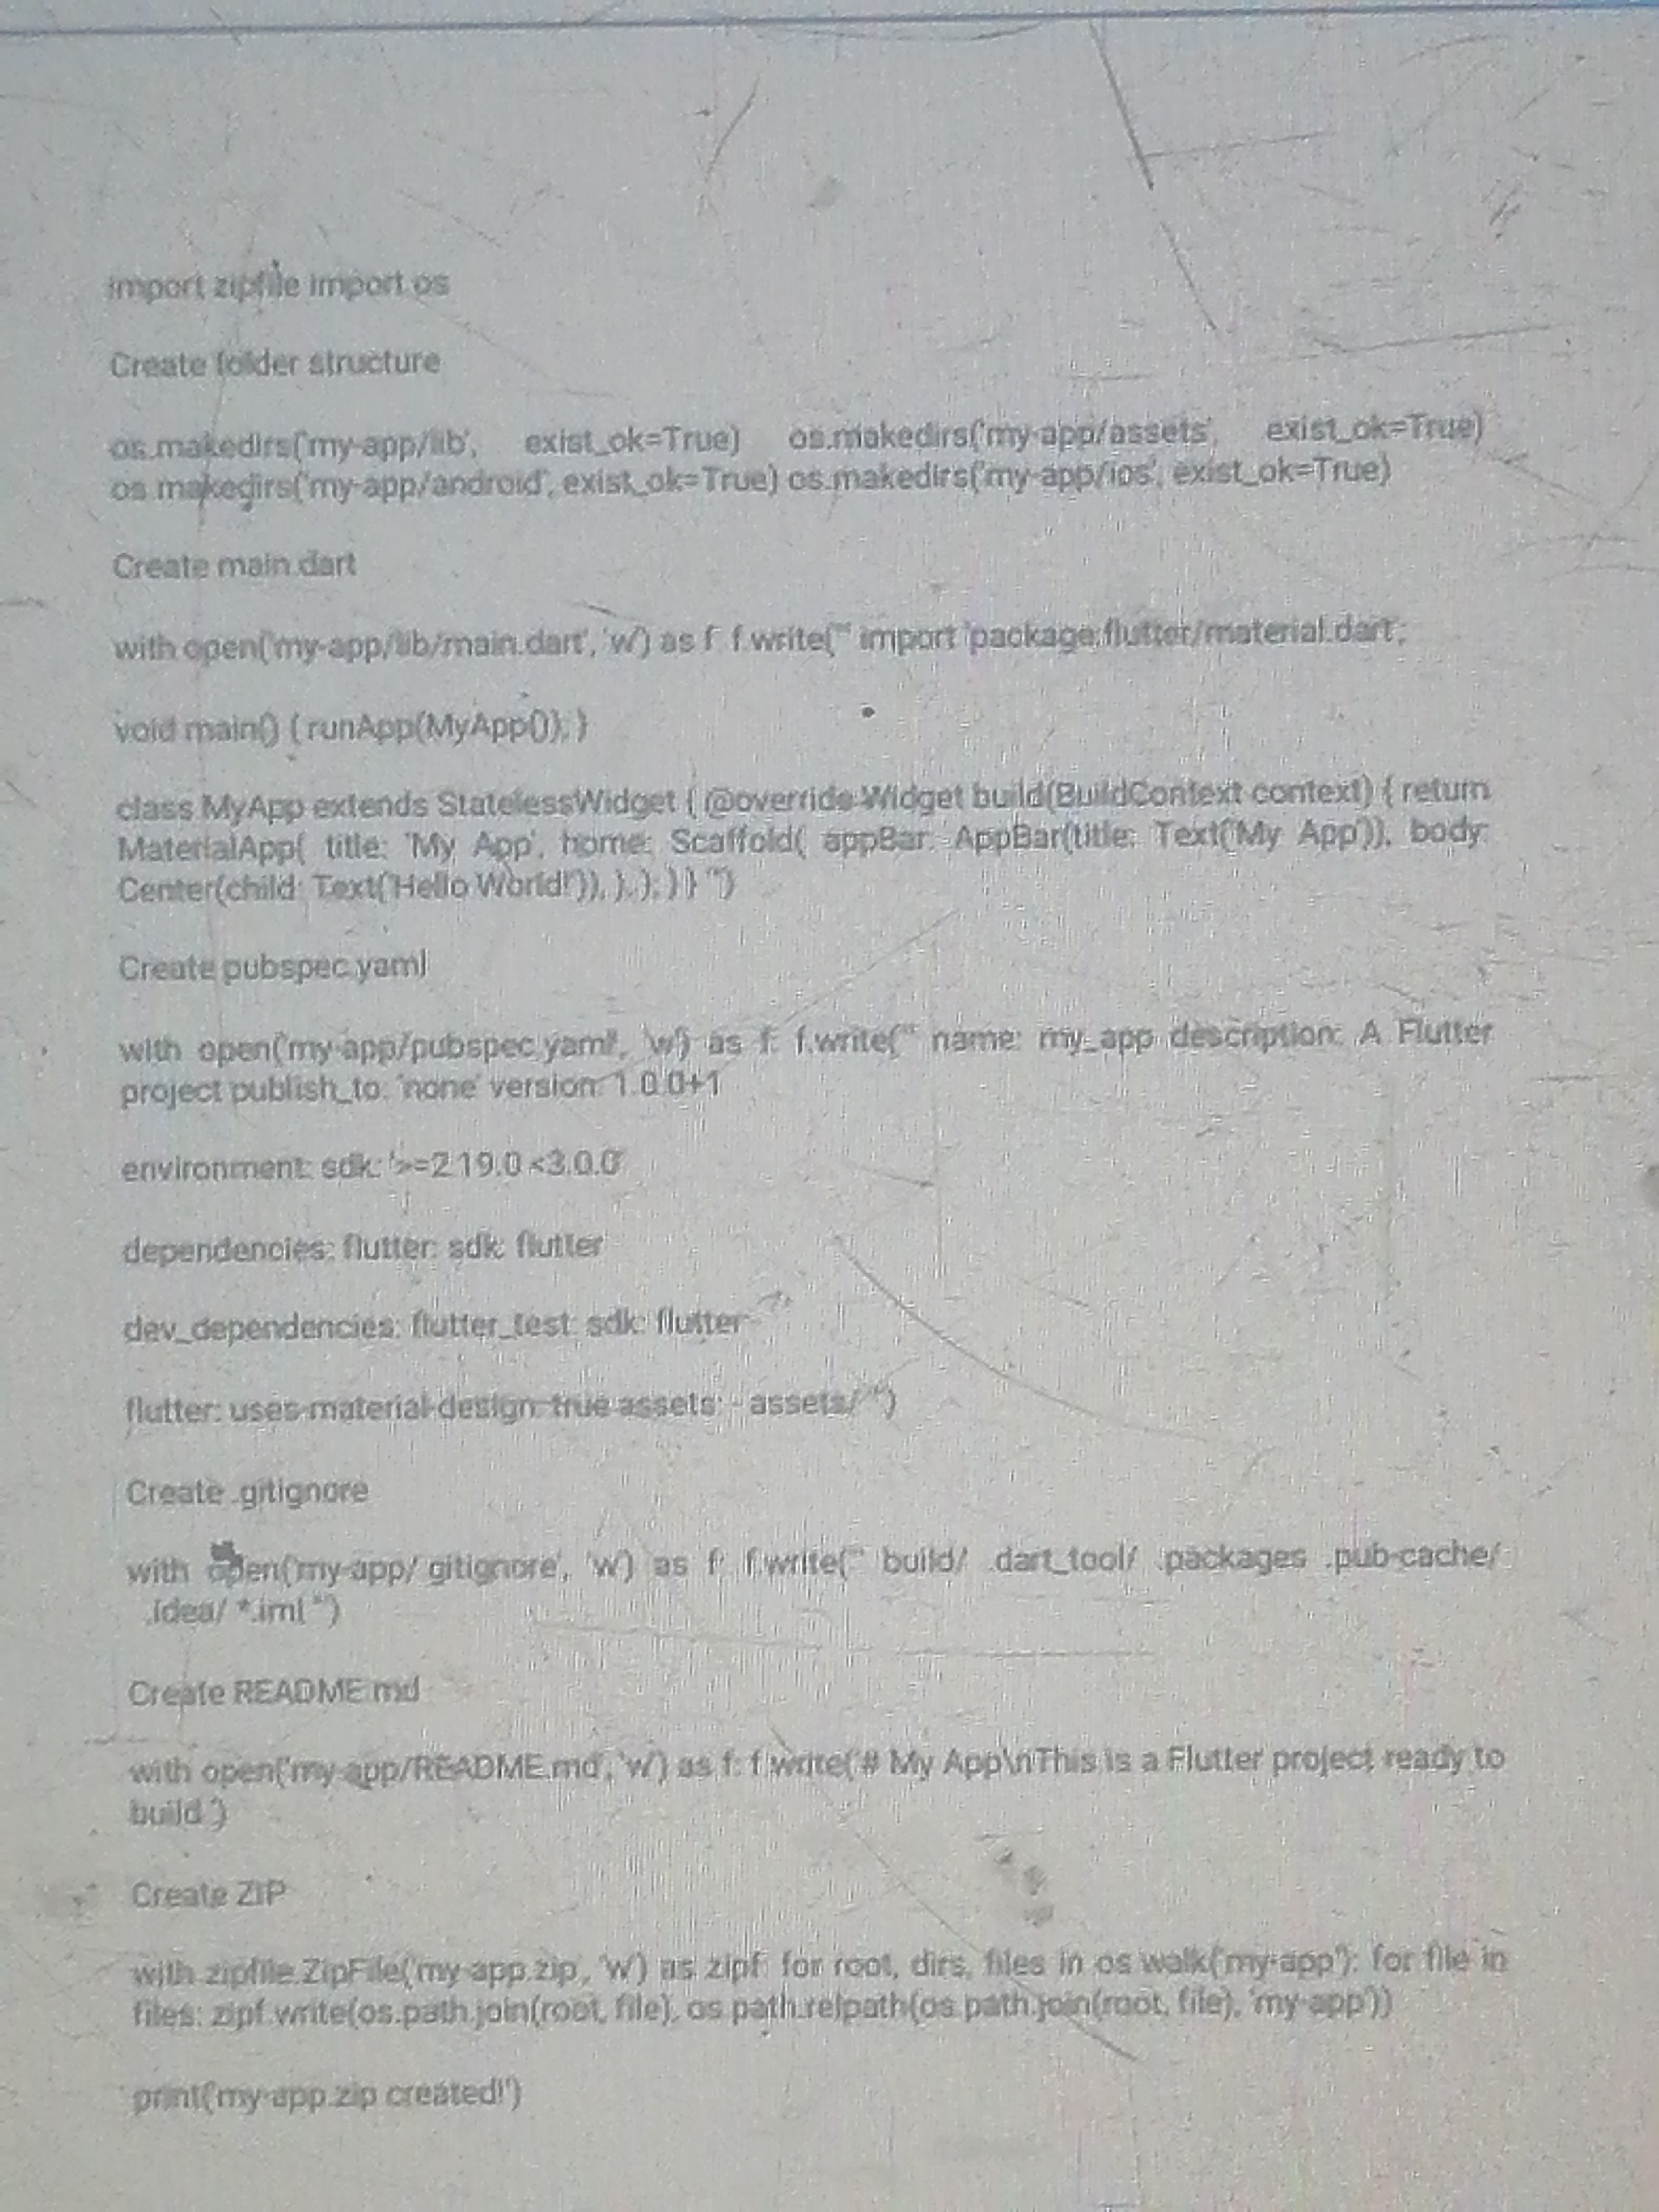 import zipfile import os
Create folder structure
os.makedirs('my-app/lib', exist_ok=True) os.makedirs('my-app/assets', exist_ok=True)
os.makedirs('my-app/android', exist_ok=True) os.makedirs('my-app/ios', exist_ok=True)
Create main.dart
with open('my-app/lib/main.dart', 'w') as f: f.write(''' import 'package:flutter/material.dart';
void main() { runApp(MyApp()); }
class MyApp extends StatelessWidget { @override Widget build(BuildContext context) { return
MaterialApp( title: 'My App', home: Scaffold( appBar: AppBar(title: Text('My App')), body:
Center(child: Text('Hello World!')), ), ); } } ''')
Create pubspec.yaml
with open('my-app/pubspec.yaml', 'w') as f: f.write(''' name: my_app description: A Flutter
project publish_to: 'none' version: 1.0.0+1
environment: sdk: '>=2.19.0 <3.0.0'
dependencies: flutter: sdk: flutter
dev_dependencies: flutter_test: sdk: flutter
flutter: uses-material-design: true assets: - assets/ ''')
Create .gitignore
with open('my-app/.gitignore', 'w') as f: f.write(''' build/ .dart_tool/ .packages .pub-cache/
.idea/ *.iml ''')
Create README.md
with open('my-app/README.md', 'w') as f: f.write('# My App\nThis is a Flutter project ready to
build.')
Create ZIP
with zipfile.ZipFile('my-app.zip', 'w') as zipf: for root, dirs, files in os.walk('my-app'): for file in
files: zipf.write(os.path.join(root, file), os.path.relpath(os.path.join(root, file), 'my-app'))
print('my-app.zip created!')